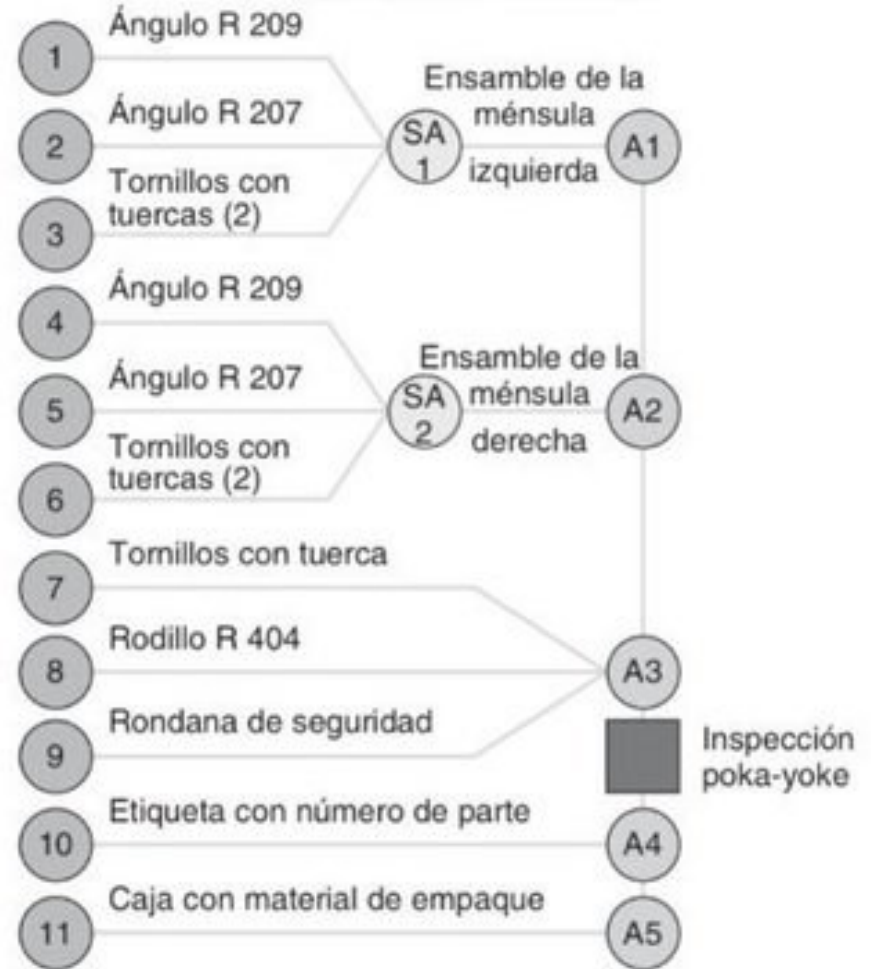 Ángulo R 209
1
Ensamble de la
Ángulo R 207
ménsula
2
SA
1
A1
izquierda
Tornillos con
tuercas (2)
3
Ángulo R 209
4
Ensamble de la
Ángulo R 207
ménsula
5
SA
2
A2
derecha
Tornillos con
tuercas (2)
6
Tornillos con tuerca
7
Rodillo R 404
8
A3
Rondana de seguridad
9
Inspección
poka-yoke
Etiqueta con número de parte
10
A4
Caja con material de empaque
11
A5